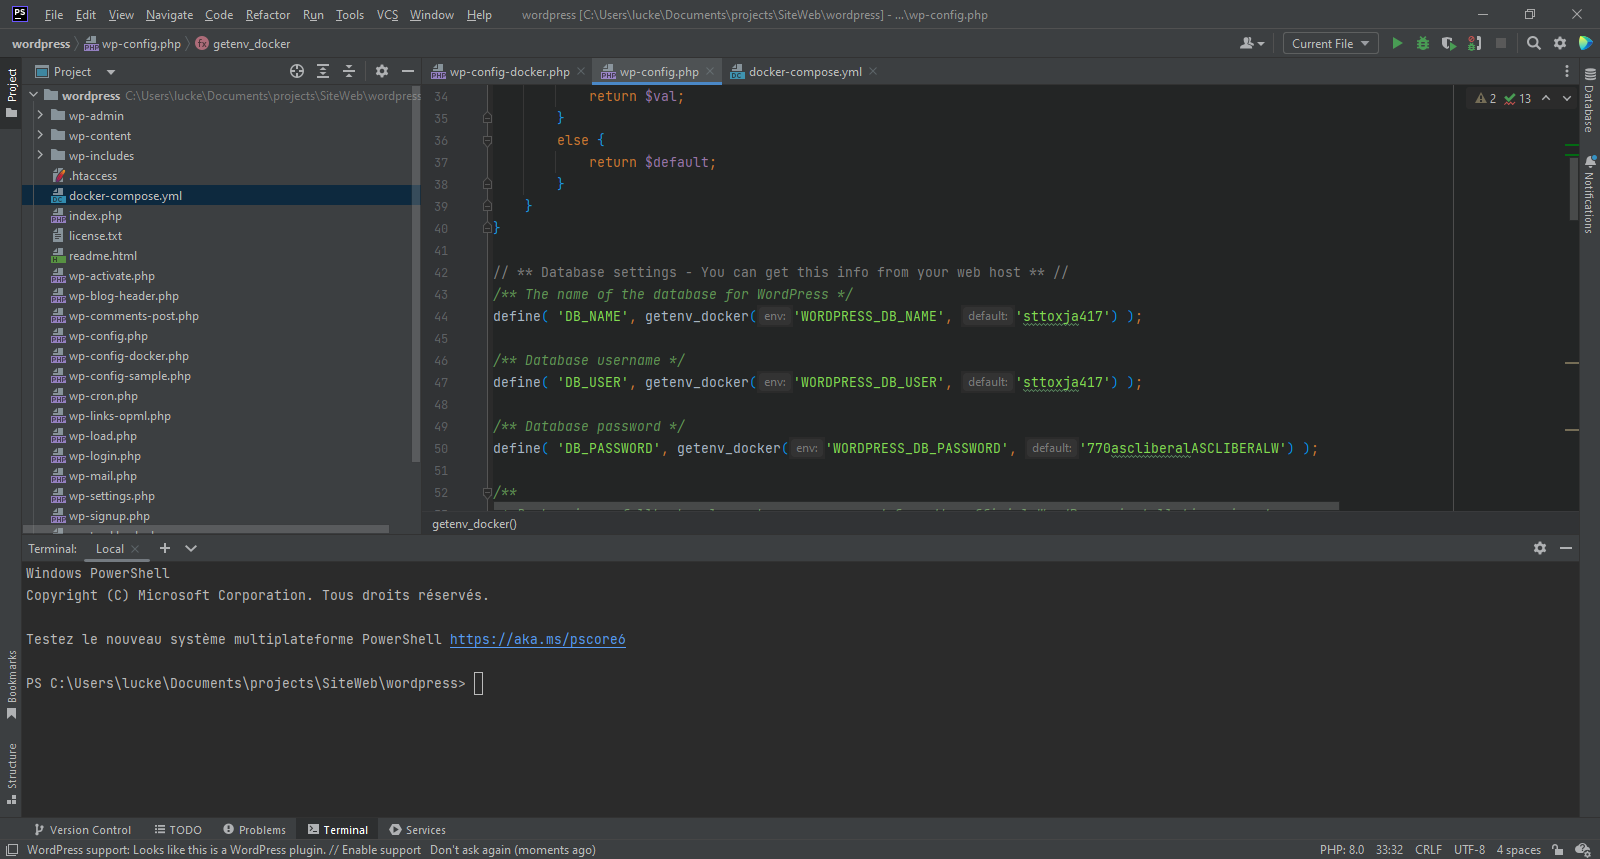 PS File Edit View Navigate Code Refactor Run Tools VCS Window Help wordpress [C:\Users\lucke\Documents\projects\SiteWeb\wordpress] - ...\wp-config.php
wordpress wp-config.php getenv_docker Current File
Project wp-config-docker.php wp-config.php docker-compose.yml
Project
wordpress C:\Users\lucke\Documents\projects\SiteWeb\wordpress
wp-admin
wp-content
wp-includes
.htaccess
docker-compose.yml
index.php
license.txt
readme.html
wp-activate.php
wp-blog-header.php
wp-comments-post.php
wp-config.php
wp-config-docker.php
wp-config-sample.php
wp-cron.php
wp-links-opml.php
wp-load.php
wp-login.php
wp-mail.php
wp-settings.php
wp-signup.php
2 13
34 return $val;
35 }
36 else {
37 return $default;
38 }
39 }
40 }
41
42 // ** Database settings - You can get this info from your web host ** //
43 /** The name of the database for WordPress */
44 define( 'DB_NAME', getenv_docker( env: 'WORDPRESS_DB_NAME', default: 'sttoxja417') );
45
46 /** Database username */
47 define( 'DB_USER', getenv_docker( env: 'WORDPRESS_DB_USER', default: 'sttoxja417') );
48
49 /** Database password */
50 define( 'DB_PASSWORD', getenv_docker( env: 'WORDPRESS_DB_PASSWORD', default: '770ascliberalASCLIBERALW') );
51
52 /**
getenv_docker()
Database
Notifications
Terminal: Local
Windows PowerShell
Copyright (C) Microsoft Corporation. Tous droits réservés.
Testez le nouveau système multiplateforme PowerShell https://aka.ms/pscore6
PS C:\Users\lucke\Documents\projects\SiteWeb\wordpress>
Bookmarks
Structure
Version Control TODO Problems Terminal Services
WordPress support: Looks like this is a WordPress plugin. // Enable support Don't ask again (moments ago) PHP: 8.0 33:32 CRLF UTF-8 4 spaces